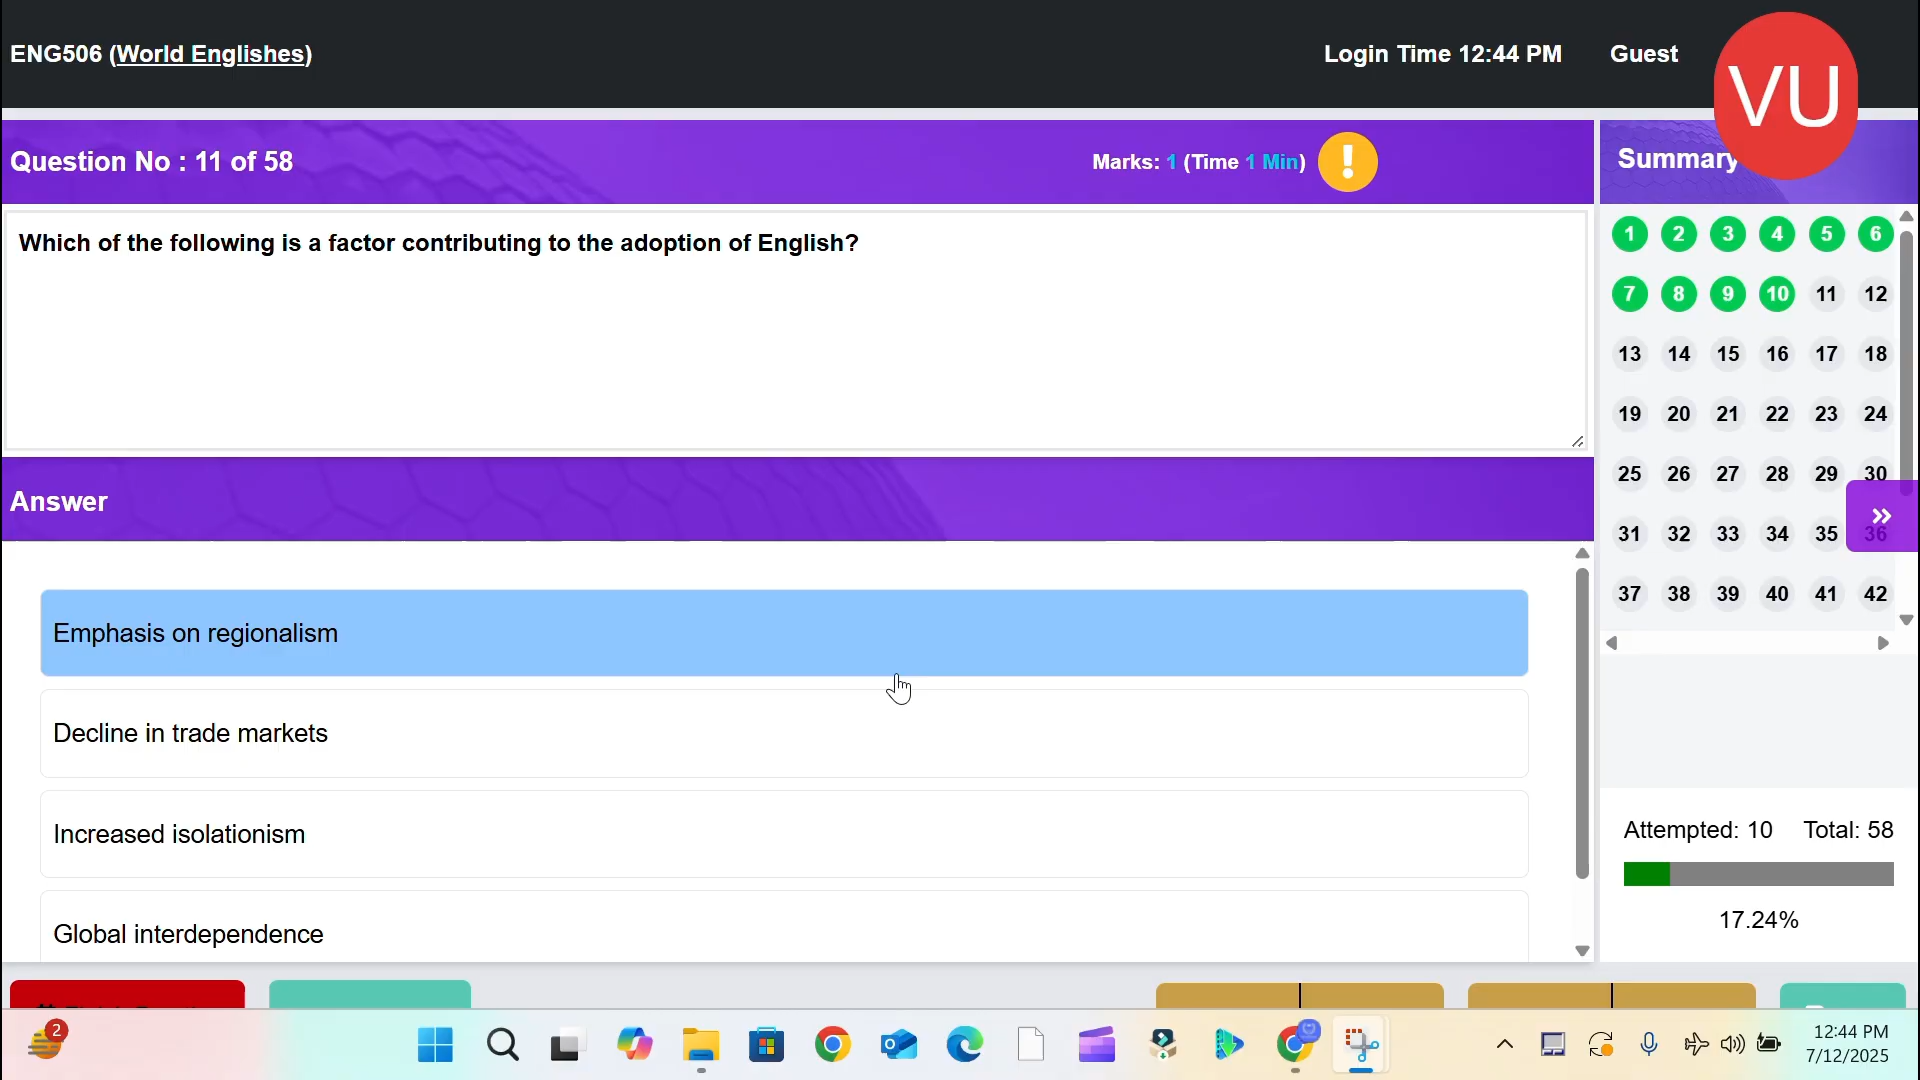 ENG506 (World Englishes)
Login Time 12:44 PM
Guest
VU
Question No : 11 of 58
Marks: 1 (Time 1 Min)
!
Summary
Which of the following is a factor contributing to the adoption of English?
1 2 3 4 5 6
7 8 9 10 11 12
13 14 15 16 17 18
19 20 21 22 23 24
25 26 27 28 29 30
31 32 33 34 35 36
37 38 39 40 41 42
Answer
Emphasis on regionalism
Decline in trade markets
Increased isolationism
Global interdependence
Attempted: 10 Total: 58
17.24%
2
12:44 PM
7/12/2025